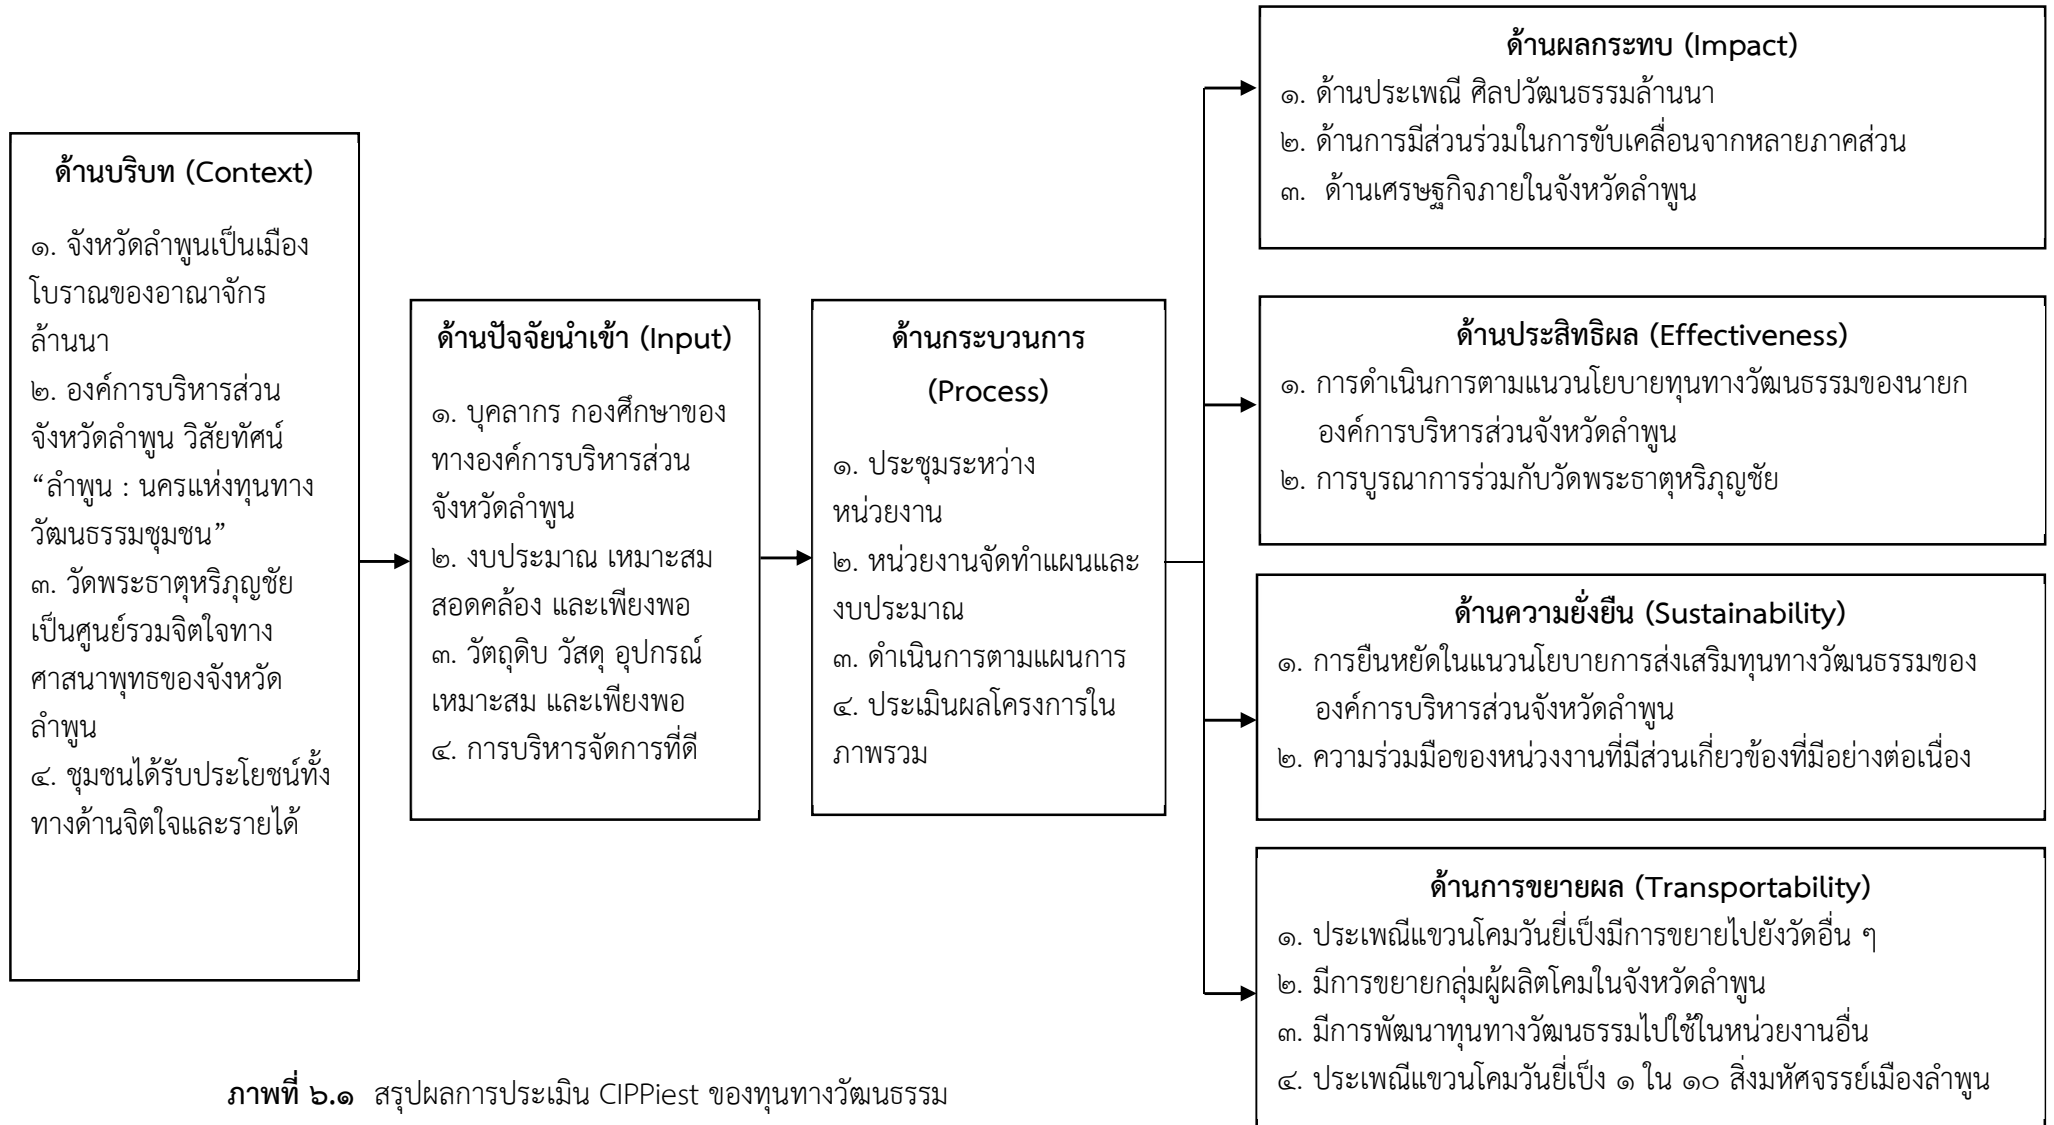 ด้านบริบท (Context)
๑. จังหวัดลำพูนเป็นเมือง
โบราณของอาณาจักร
ล้านนา
๒. องค์การบริหารส่วน
จังหวัดลำพูน วิสัยทัศน์
“ลำพูน : นครแห่งทุนทาง
วัฒนธรรมชุมชน”
๓. วัดพระธาตุหริภุญชัย
เป็นศูนย์รวมจิตใจทาง
ศาสนาพุทธของจังหวัด
ลำพูน
๔. ชุมชนได้รับประโยชน์ทั้ง
ทางด้านจิตใจและรายได้
ด้านปัจจัยนำเข้า (Input)
๑. บุคลากร กองศึกษาของ
ทางองค์การบริหารส่วน
จังหวัดลำพูน
๒. งบประมาณ เหมาะสม
สอดคล้อง และเพียงพอ
๓. วัตถุดิบ วัสดุ อุปกรณ์
เหมาะสม และเพียงพอ
๔. การบริหารจัดการที่ดี
ด้านกระบวนการ
(Process)
๑. ประชุมระหว่าง
หน่วยงาน
๒. หน่วยงานจัดทำแผนและ
งบประมาณ
๓. ดำเนินการตามแผนการ
๔. ประเมินผลโครงการใน
ภาพรวม
ด้านผลกระทบ (Impact)
๑. ด้านประเพณี ศิลปวัฒนธรรมล้านนา
๒. ด้านการมีส่วนร่วมในการขับเคลื่อนจากหลายภาคส่วน
๓. ด้านเศรษฐกิจภายในจังหวัดลำพูน
ด้านประสิทธิผล (Effectiveness)
๑. การดำเนินการตามแนวนโยบายทุนทางวัฒนธรรมของนายก
องค์การบริหารส่วนจังหวัดลำพูน
๒. การบูรณาการร่วมกับวัดพระธาตุหริภุญชัย
ด้านความยั่งยืน (Sustainability)
๑. การยืนหยัดในแนวนโยบายการส่งเสริมทุนทางวัฒนธรรมของ
องค์การบริหารส่วนจังหวัดลำพูน
๒. ความร่วมมือของหน่วงงานที่มีส่วนเกี่ยวข้องที่มีอย่างต่อเนื่อง
ด้านการขยายผล (Transportability)
๑. ประเพณีแขวนโคมวันยี่เป็งมีการขยายไปยังวัดอื่น ๆ
๒. มีการขยายกลุ่มผู้ผลิตโคมในจังหวัดลำพูน
๓. มีการพัฒนาทุนทางวัฒนธรรมไปใช้ในหน่วยงานอื่น
๔. ประเพณีแขวนโคมวันยี่เป็ง ๑ ใน ๑๐ สิ่งมหัศจรรย์เมืองลำพูน
ภาพที่ ๖.๑ สรุปผลการประเมิน CIPPiest ของทุนทางวัฒนธรรม